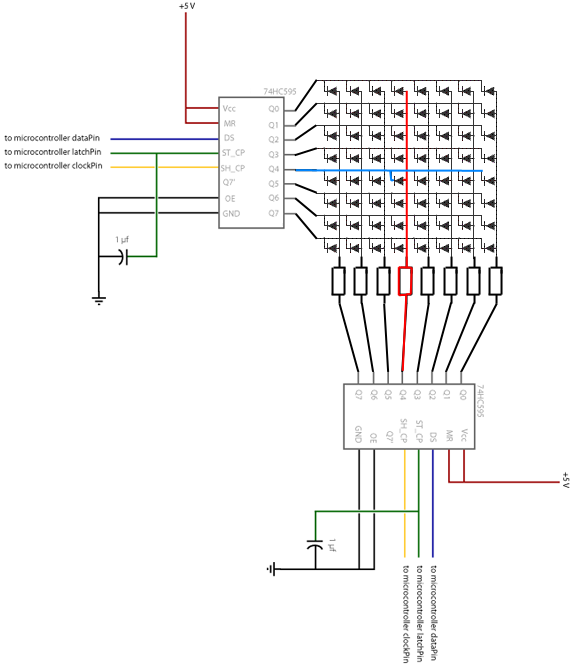 +5 V
74HC595
Vcc
MR
DS
ST_CP
SH_CP
Q7'
OE
GND
Q0
Q1
Q2
Q3
Q4
Q5
Q6
Q7
to microcontroller dataPin
to microcontroller latchPin
to microcontroller clockPin
1 µf
74HC595
Q7
Q6
Q5
Q4
Q3
Q2
Q1
Q0
GND
OE
Q7'
SH_CP
ST_CP
DS
MR
Vcc
+5V
1 µf
to microcontroller clockPin
to microcontroller latchPin
to microcontroller dataPin